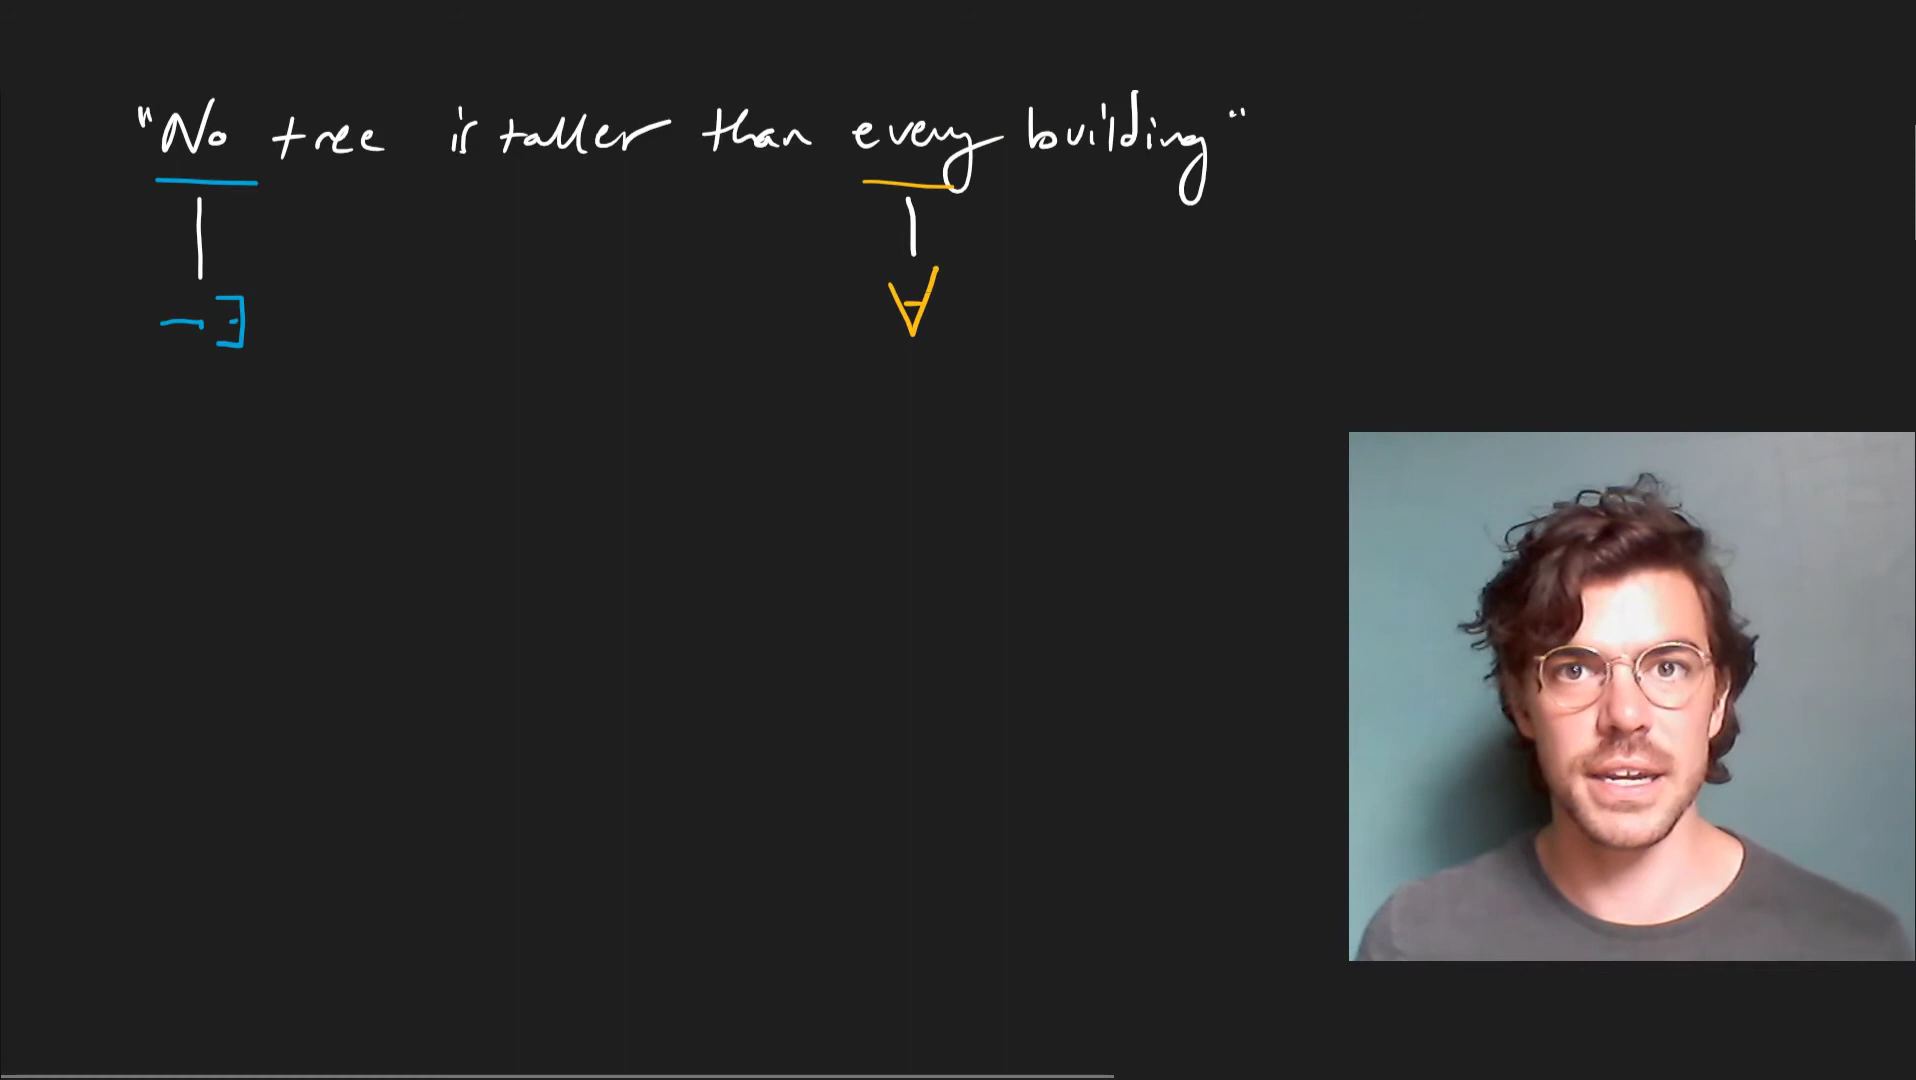 "No tree is taller than every building"
¬∃ ∀